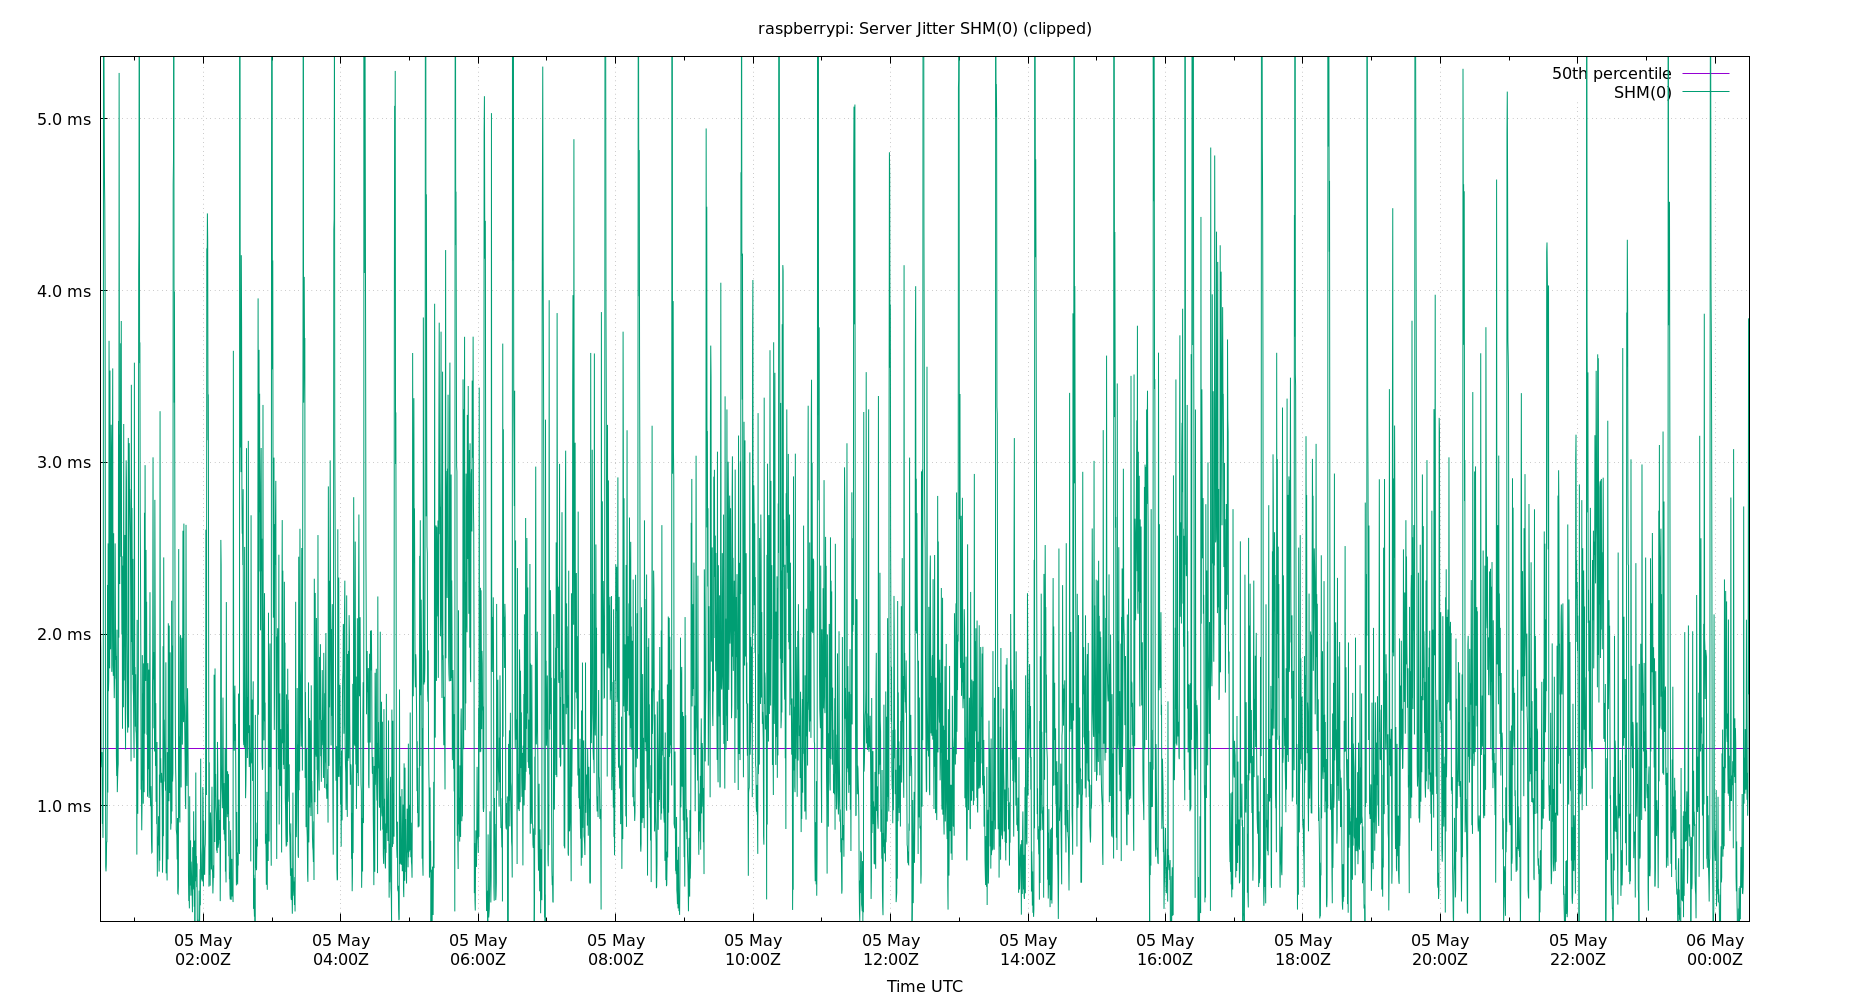 raspberrypi: Server Jitter SHM(0) (clipped)
50th percentile
SHM(0)
5.0 ms
4.0 ms
3.0 ms
2.0 ms
1.0 ms
05 May 05 May 05 May 05 May 05 May 05 May 05 May 05 May 05 May 05 May 05 May 06 May
02:00Z 04:00Z 06:00Z 08:00Z 10:00Z 12:00Z 14:00Z 16:00Z 18:00Z 20:00Z 22:00Z 00:00Z
Time UTC